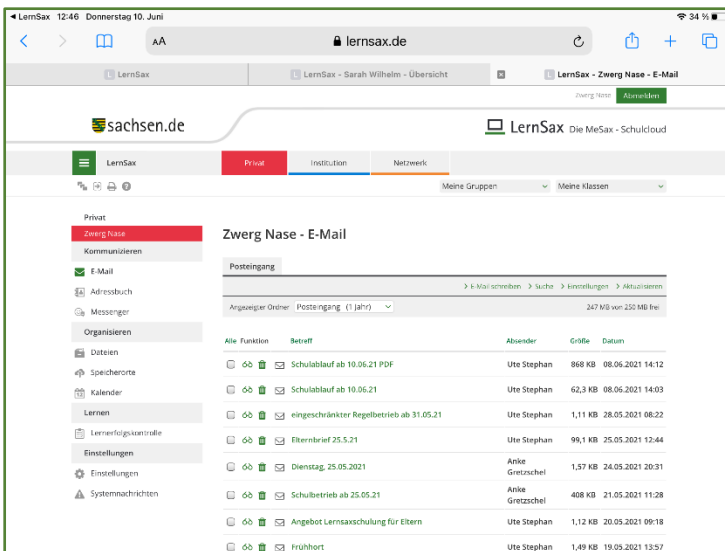 LernSax 12:46 Donnerstag 10. Juni 34 %
AA lernsax.de
LernSax LernSax - Sarah Wilhelm - Übersicht LernSax - Zwerg Nase - E-Mail
Zwerg Nase Abmelden
sachsen.de LernSax Die MeSax - Schulcloud
LernSax Privat Institution Netzwerk
Meine Gruppen Meine Klassen
Privat
Zwerg Nase
Kommunizieren
E-Mail
Adressbuch
Messenger
Organisieren
Dateien
Speicherorte
Kalender
Lernen
Lernerfolgskontrolle
Einstellungen
Einstellungen
Systemnachrichten
Zwerg Nase - E-Mail
Posteingang
E-Mail schreiben Suche Einstellungen Aktualisieren
Angezeigter Ordner Posteingang (1 Jahr) 247 MB von 250 MB frei
Alle Funktion Betreff Absender Größe Datum
Schulablauf ab 10.06.21 PDF Ute Stephan 868 KB 08.06.2021 14:12
Schulablauf ab 10.06.21 Ute Stephan 62,3 KB 08.06.2021 14:03
eingeschränkter Regelbetrieb ab 31.05.21 Ute Stephan 1,11 KB 28.05.2021 08:22
Elternbrief 25.5.21 Ute Stephan 99,1 KB 25.05.2021 12:44
Dienstag, 25.05.2021 Anke Gretzschel 1,57 KB 24.05.2021 20:31
Schulbetrieb ab 25.05.21 Anke Gretzschel 408 KB 21.05.2021 11:28
Angebot Lernsaxschulung für Eltern Ute Stephan 1,12 KB 20.05.2021 09:18
Frühhort Ute Stephan 1,49 KB 19.05.2021 13:57